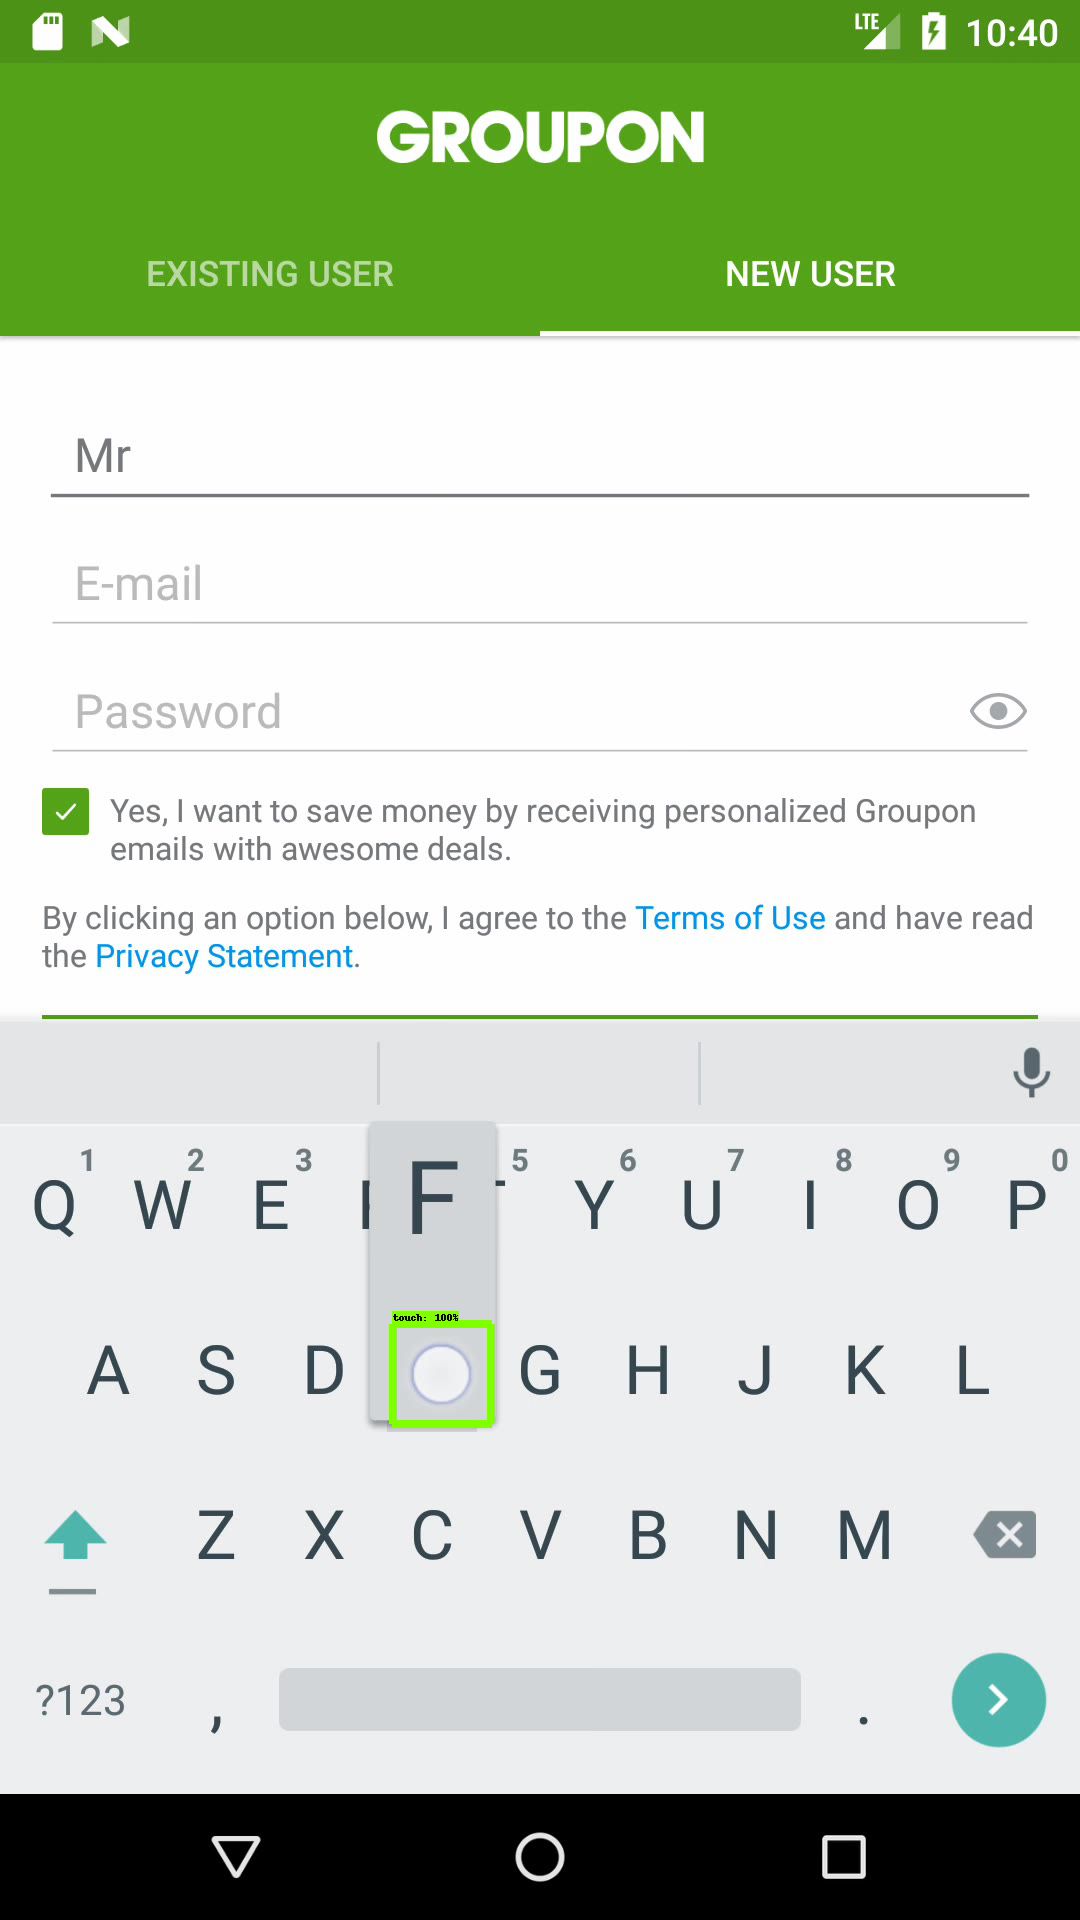 LTE 10:40
GROUPON
EXISTING USER NEW USER
Mr
E-mail
Password
Yes, I want to save money by receiving personalized Groupon
emails with awesome deals.
By clicking an option below, I agree to the Terms of Use and have read
the Privacy Statement.
1 2 3 5 6 7 8 9 0
Q W E F Y U I O P
touch: 100%
A S D G H J K L
Z X C V B N M
?123 , .